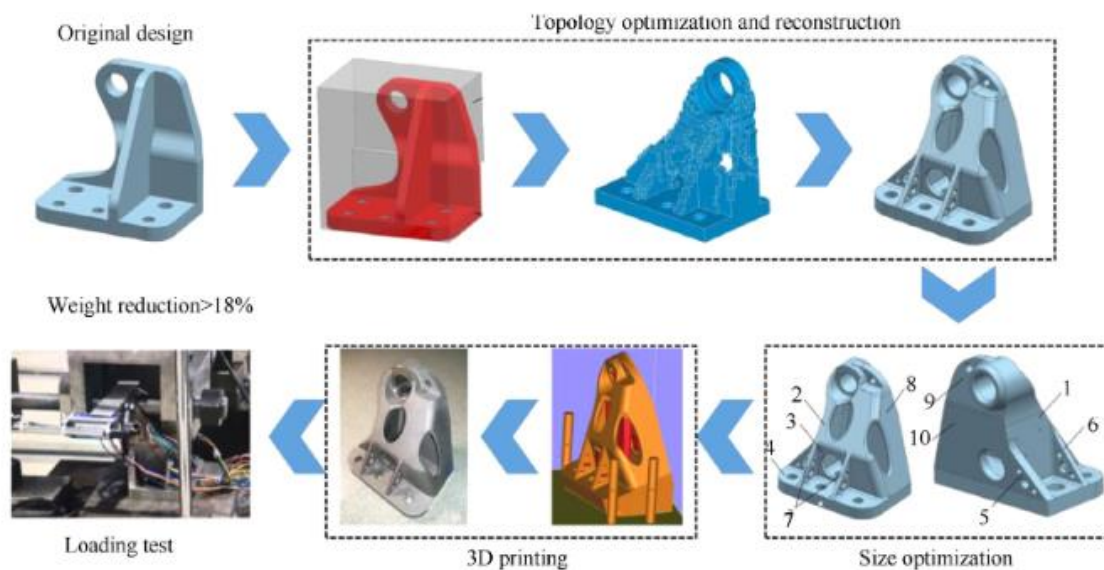 Original design
Topology optimization and reconstruction
Weight reduction>18%
2
3
4
7
8
9
10
1
6
5
Loading test
3D printing
Size optimization